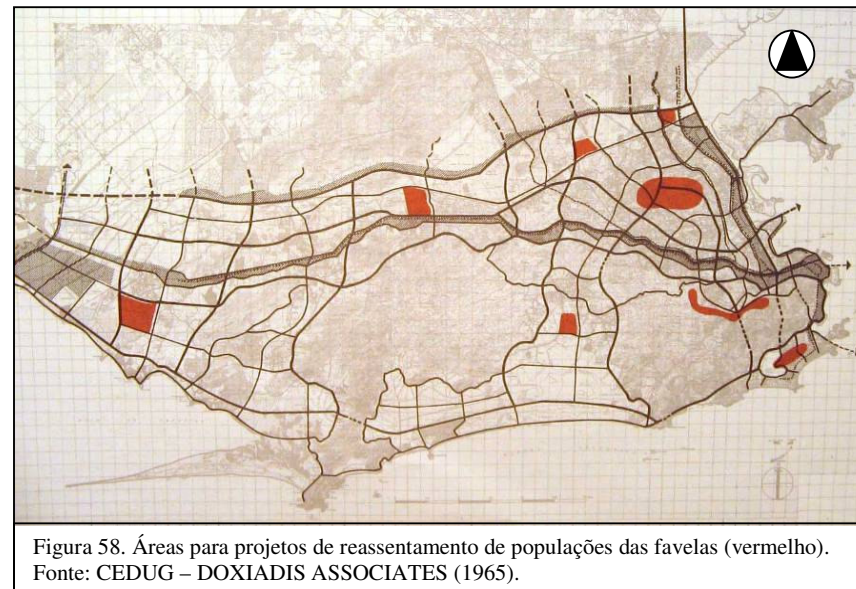 Figura 58. Áreas para projetos de reassentamento de populações das favelas (vermelho).
Fonte: CEDUG – DOXIADIS ASSOCIATES (1965).